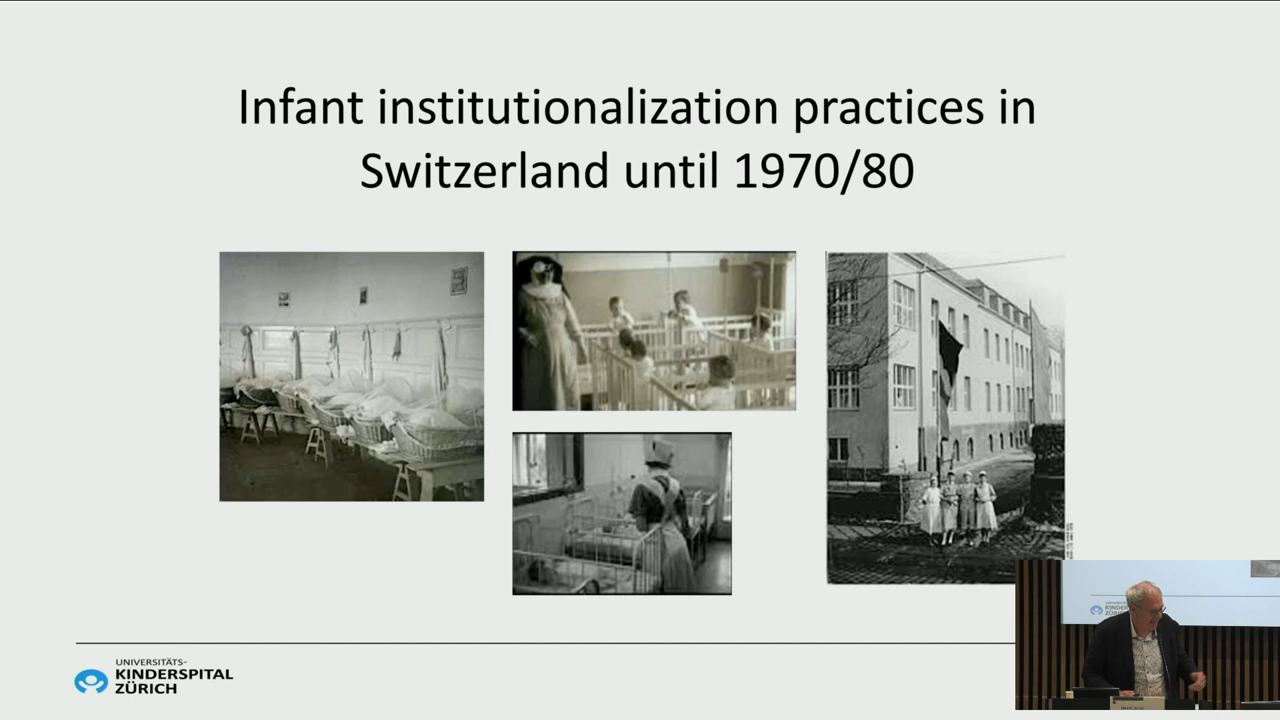 Infant institutionalization practices in
Switzerland until 1970/80
UNIVERSITÄTS-
KINDERSPITAL
ZÜRICH